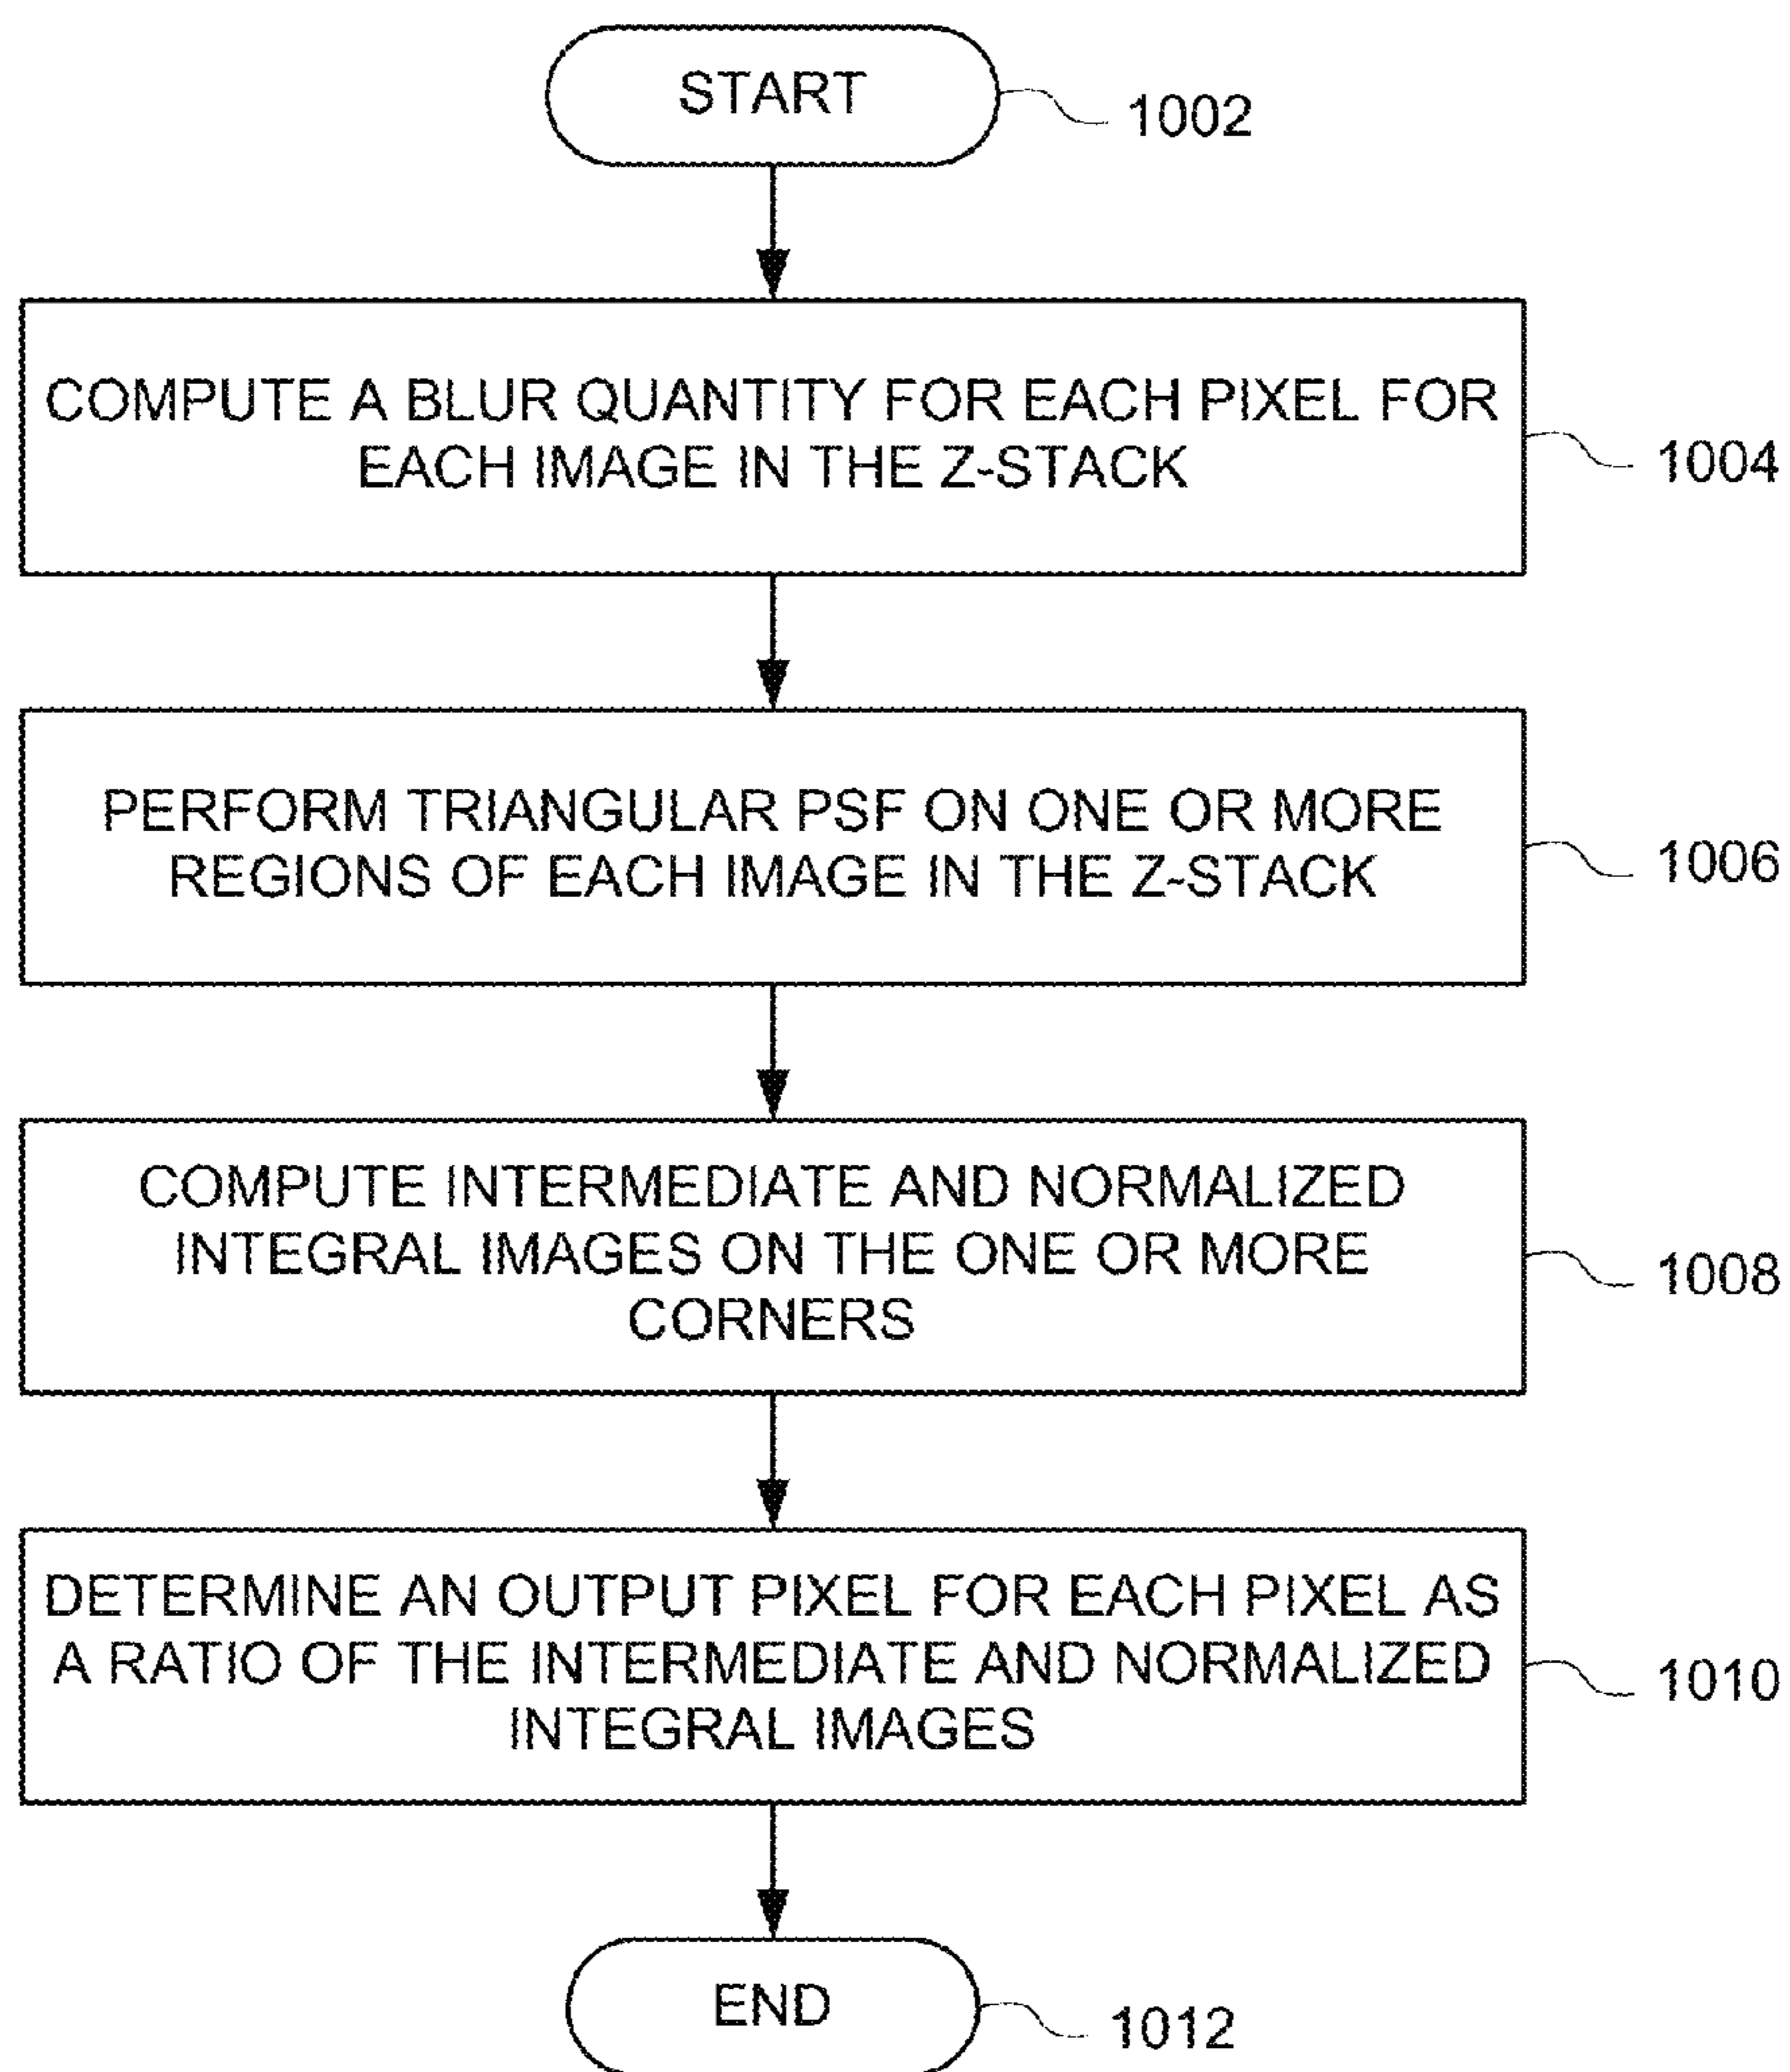 START
1002
COMPUTE A BLUR QUANTITY FOR EACH PIXEL FOR
EACH IMAGE IN THE Z-STACK
1004
PERFORM TRIANGULAR PSF ON ONE OR MORE
REGIONS OF EACH IMAGE IN THE Z-STACK
1006
COMPUTE INTERMEDIATE AND NORMALIZED
INTEGRAL IMAGES ON THE ONE OR MORE
CORNERS
1008
DETERMINE AN OUTPUT PIXEL FOR EACH PIXEL AS
A RATIO OF THE INTERMEDIATE AND NORMALIZED
INTEGRAL IMAGES
1010
END
1012